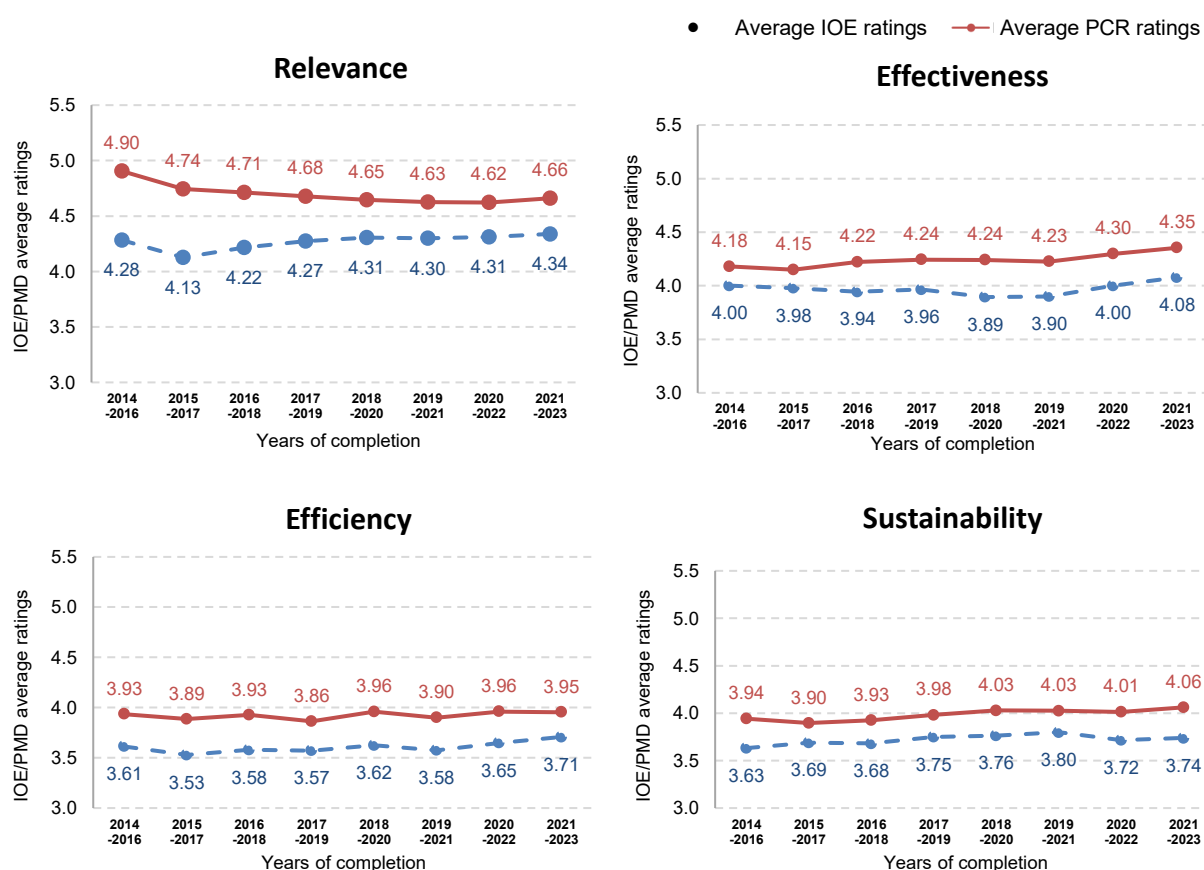 Average IOE ratings Average PCR ratings
Relevance
IOE/PMD average ratings
5.5
5.0
4.5
4.0
3.5
3.0
4.90 4.74 4.71 4.68 4.65 4.63 4.62 4.66
4.28 4.13 4.22 4.27 4.31 4.30 4.31 4.34
2014 2015 2016 2017 2018 2019 2020 2021
-2016 -2017 -2018 -2019 -2020 -2021 -2022 -2023
Years of completion
Effectiveness
IOE/PMD average ratings
5.5
5.0
4.5
4.0
3.5
3.0
4.18 4.15 4.22 4.24 4.24 4.23 4.30 4.35
4.00 3.98 3.94 3.96 3.89 3.90 4.00 4.08
2014 2015 2016 2017 2018 2019 2020 2021
-2016 -2017 -2018 -2019 -2020 -2021 -2022 -2023
Years of completion
Efficiency
IOE/PMD average ratings
5.5
5.0
4.5
4.0
3.5
3.0
3.93 3.89 3.93 3.86 3.96 3.90 3.96 3.95
3.61 3.53 3.58 3.57 3.62 3.58 3.65 3.71
2014 2015 2016 2017 2018 2019 2020 2021
-2016 -2017 -2018 -2019 -2020 -2021 -2022 -2023
Years of completion
Sustainability
IOE/PMD average ratings
5.5
5.0
4.5
4.0
3.5
3.0
3.94 3.90 3.93 3.98 4.03 4.03 4.01 4.06
3.63 3.69 3.68 3.75 3.76 3.80 3.72 3.74
2014 2015 2016 2017 2018 2019 2020 2021
-2016 -2017 -2018 -2019 -2020 -2021 -2022 -2023
Years of completion